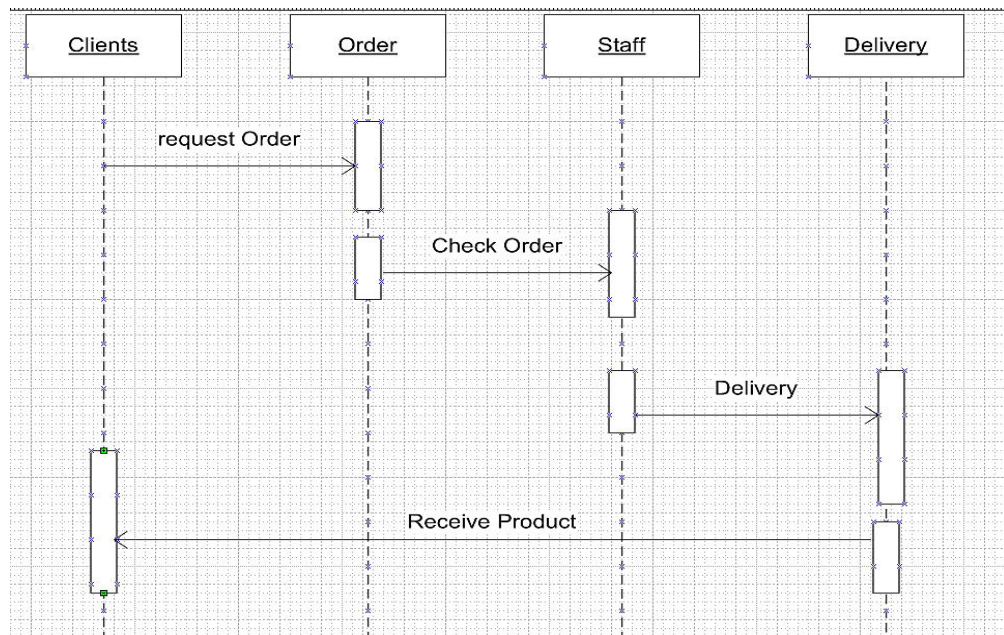 Clients
Order
Staff
Delivery
request Order
Check Order
Delivery
Receive Product